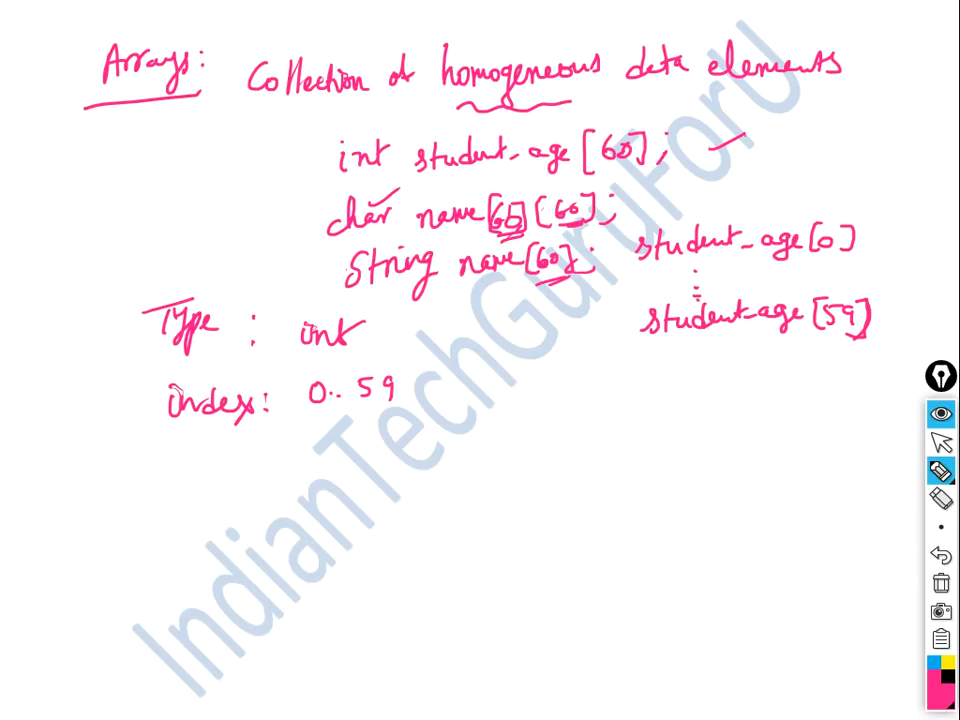 Arrays: Collection of homogeneous data elements
int student_age[60];
char name[60][60];
string name[60];
student_age[0]
student_age[59]
Type : int
index: 0..59
IndianTechGuruForU